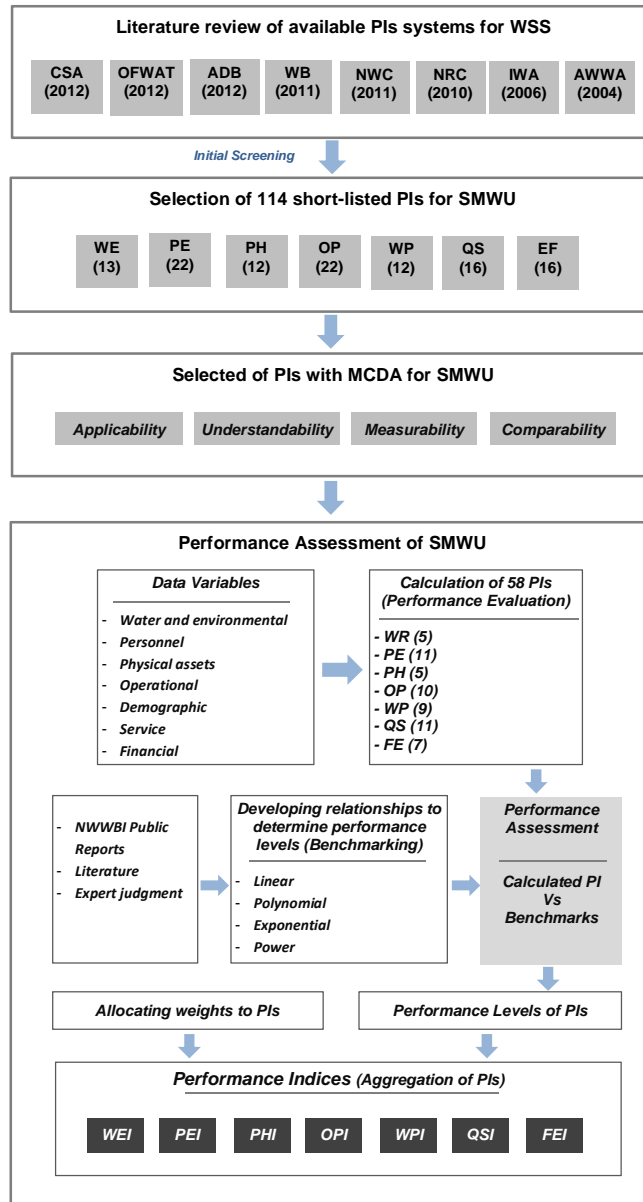 Literature review of available PIs systems for WSS
CSA OFWAT ADB WB NWC NRC IWA AWWA
(2012) (2012) (2012) (2011) (2011) (2010) (2006) (2004)
Initial Screening
Selection of 114 short-listed PIs for SMWU
WE PE PH OP WP QS EF
(13) (22) (12) (22) (12) (16) (16)
Selected of PIs with MCDA for SMWU
Applicability Understandability Measurability Comparability
Performance Assessment of SMWU
Data Variables
- Water and environmental
- Personnel
- Physical assets
- Operational
- Demographic
- Service
- Financial
Calculation of 58 PIs
(Performance Evaluation)
- WR (5)
- PE (11)
- PH (5)
- OP (10)
- WP (9)
- QS (11)
- FE (7)
- NWWBI Public
Reports
- Literature
- Expert judgment
Developing relationships to
determine performance
levels (Benchmarking)
- Linear
- Polynomial
- Exponential
- Power
Performance
Assessment
Calculated PI
Vs
Benchmarks
Allocating weights to PIs
Performance Levels of PIs
Performance Indices (Aggregation of PIs)
WEI PEI PHI OPI WPI QSI FEI